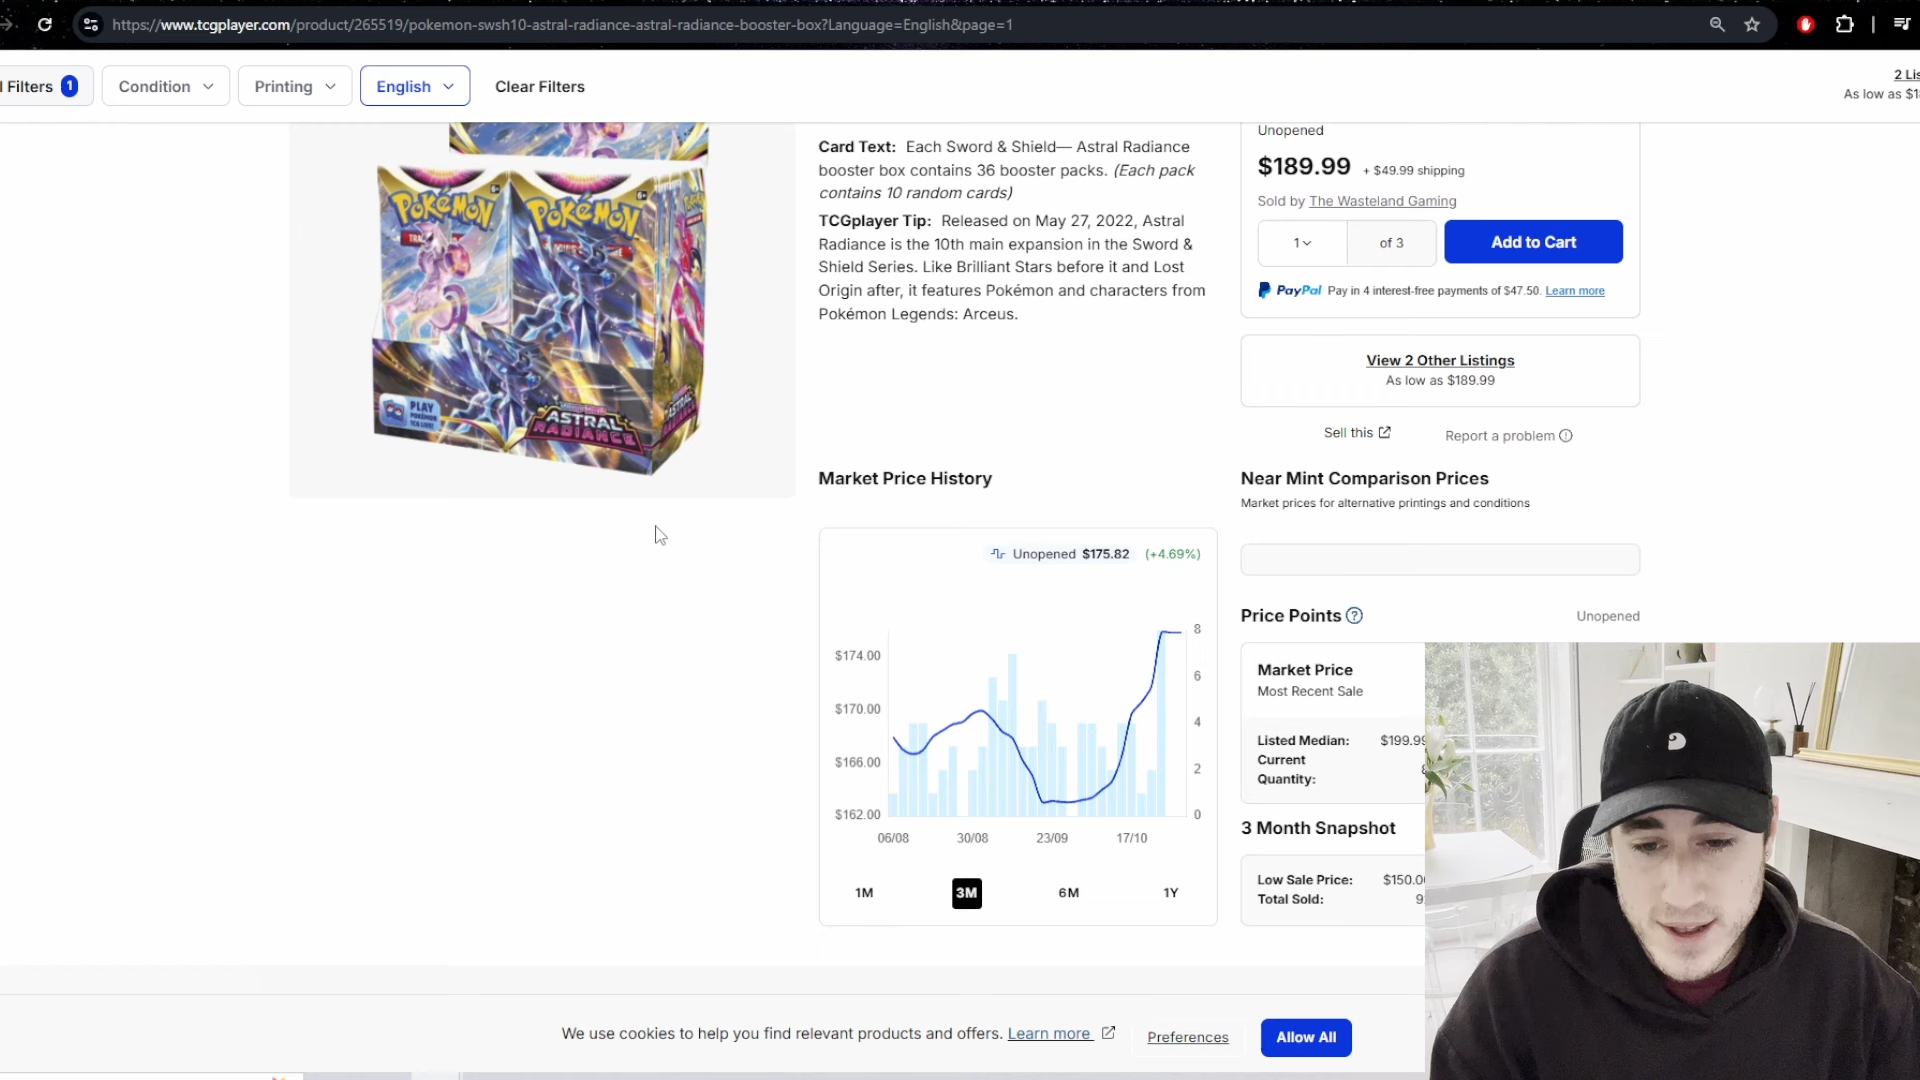 https://www.tcgplayer.com/product/265519/pokemon-swsh10-astral-radiance-astral-radiance-booster-box?Language=English&page=1
l Filters 1
Condition
Printing
English
Clear Filters
2 Lis
As low as $18
Card Text: Each Sword & Shield— Astral Radiance
booster box contains 36 booster packs. (Each pack
contains 10 random cards)
TCGplayer Tip: Released on May 27, 2022, Astral
Radiance is the 10th main expansion in the Sword &
Shield Series. Like Brilliant Stars before it and Lost
Origin after, it features Pokémon and characters from
Pokémon Legends: Arceus.
POKéMON
POKéMON
PLAY
ASTRAL
RADIANCE
Unopened
$189.99 + $49.99 shipping
Sold by The Wasteland Gaming
1
of 3
Add to Cart
PayPal Pay in 4 interest-free payments of $47.50. Learn more
View 2 Other Listings
As low as $189.99
Sell this
Report a problem
Market Price History
Unopened $175.82 (+4.69%)
$174.00
$170.00
$166.00
$162.00
8
6
4
2
0
06/08
30/08
23/09
17/10
1M
3M
6M
1Y
Near Mint Comparison Prices
Market prices for alternative printings and conditions
Price Points ?
Unopened
Market Price
Most Recent Sale
Listed Median: $199.99
Current
Quantity:
3 Month Snapshot
Low Sale Price: $150.0
Total Sold: 9
We use cookies to help you find relevant products and offers. Learn more
Preferences
Allow All